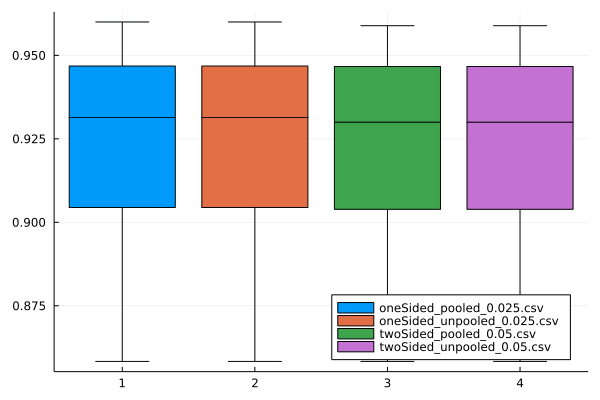 0.950
0.925
0.900
0.875
oneSided_pooled_0.025.csv
oneSided_unpooled_0.025.csv
twoSided_pooled_0.05.csv
twoSided_unpooled_0.05.csv
1 2 3 4